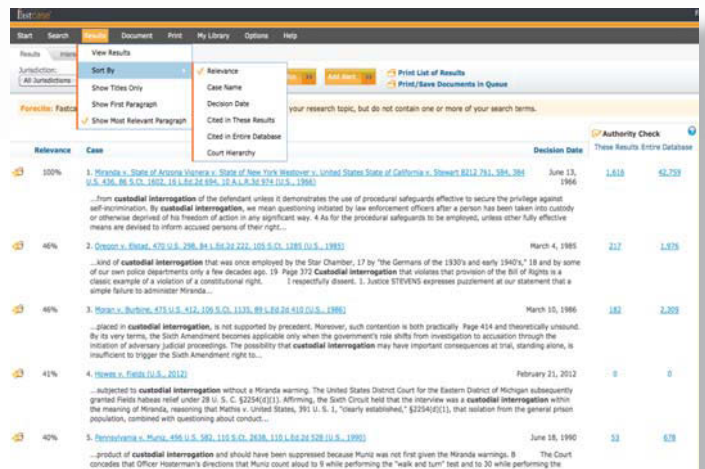 fastcase
Start Search Results Document Print My Library Options Help
Results
View Results
Sort By
Show Titles Only
Show First Paragraph
Show Most Relevant Paragraph
Relevance
Case Name
Decision Date
Cited in These Results
Cited in Entire Database
Court Hierarchy
Jurisdiction:
All Jurisdictions
Add Alert
Print List of Results
Print/Save Documents in Queue
Forecite: Fastca
your research topic, but do not contain one or more of your search terms.
Authority Check
Relevance Case Decision Date These Results Entire Database
100% 1. Miranda v. State of Arizona Vignera v. State of New York Westover v. United States State of California v. Stewart 8212 761, 584, 384 June 13, 1,616 42,759
U.S. 436, 86 S.Ct. 1602, 16 L.Ed.2d 694, 10 A.L.R.3d 974 (U.S., 1966) 1966
...from custodial interrogation of the defendant unless it demonstrates the use of procedural safeguards effective to secure the privilege against
self-incrimination. By custodial interrogation, we mean questioning initiated by law enforcement officers after a person has been taken into custody
or otherwise deprived of his freedom of action in any significant way. 4 As for the procedural safeguards to be employed, unless other fully effective
means are devised to inform accused persons of their right...
46% 2. Oregon v. Elstad, 470 U.S. 298, 84 L.Ed.2d 222, 105 S.Ct. 1285 (U.S., 1985) March 4, 1985 217 1,976
...kind of custodial interrogation that was once employed by the Star Chamber, 17 by "the Germans of the 1930's and early 1940's," 18 and by some
of our own police departments only a few decades ago. 19 Page 372 Custodial interrogation that violates that provision of the Bill of Rights is a
classic example of a violation of a constitutional right. I respectfully dissent. 1. Justice STEVENS expresses puzzlement at our statement that a
simple failure to administer Miranda...
46% 3. Moran v. Burbine, 475 U.S. 412, 106 S.Ct. 1135, 89 L.Ed.2d 410 (U.S., 1986) March 10, 1986 182 2,309
...placed in custodial interrogation, is not supported by precedent. Moreover, such contention is both practically Page 414 and theoretically unsound.
By its very terms, the Sixth Amendment becomes applicable only when the government's role shifts from investigation to accusation through the
initiation of adversary judicial proceedings. The possibility that custodial interrogation may have important consequences at trial, standing alone, is
insufficient to trigger the Sixth Amendment right to...
41% 4. Howes v. Fields (U.S., 2012) February 21, 2012 0 0
...subjected to custodial interrogation without a Miranda warning. The United States District Court for the Eastern District of Michigan subsequently
granted Fields habeas relief under 28 U. S. C. §2254(d)(1). Affirming, the Sixth Circuit held that the interview was a custodial interrogation within
the meaning of Miranda, reasoning that Mathis v. United States, 391 U. S. 1, "clearly established," §2254(d)(1), that isolation from the general prison
population, combined with questioning about conduct...
40% 5. Pennsylvania v. Muniz, 496 U.S. 582, 110 S.Ct. 2638, 110 L.Ed.2d 528 (U.S., 1990) June 18, 1990 53 678
...product of custodial interrogation and should have been suppressed because Muniz was not first given the Miranda warnings. B The Court
concedes that Officer Hosterman's directions that Muniz count aloud to 9 while performing the "walk and turn" test and to 30 while performing the